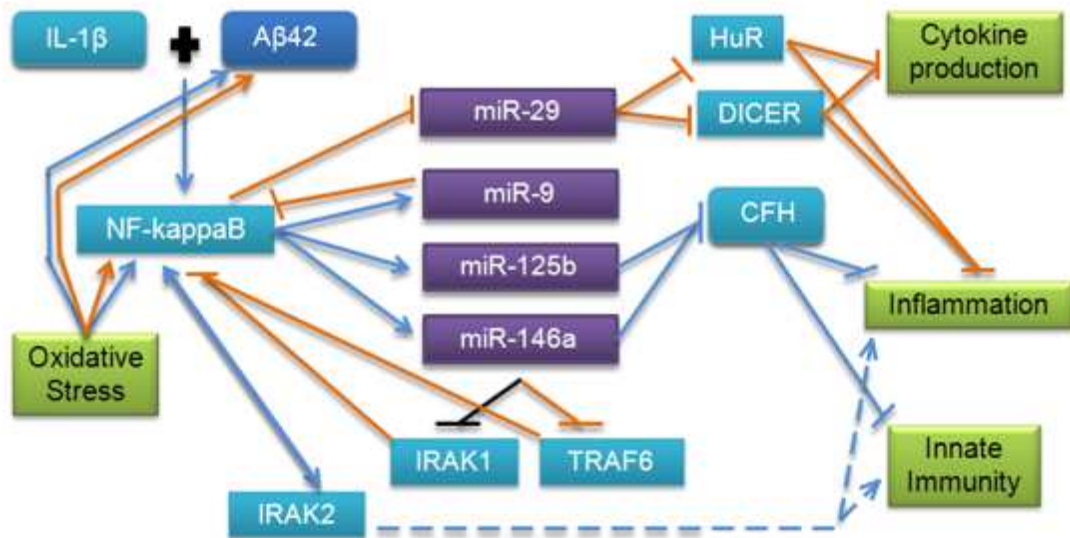 IL-1β
Aβ42
HuR
Cytokine
production
miR-29
DICER
miR-9
NF-kappaB
CFH
miR-125b
miR-146a
Inflammation
Oxidative
Stress
IRAK1
TRAF6
Innate
Immunity
IRAK2